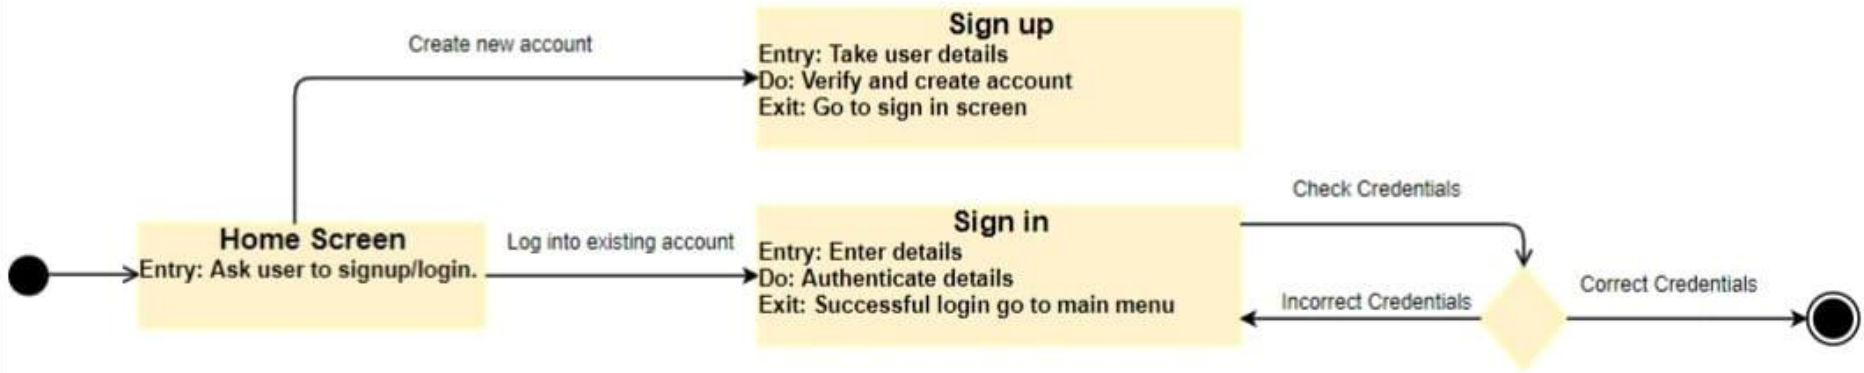 Create new account
Sign up
Entry: Take user details
Do: Verify and create account
Exit: Go to sign in screen
Home Screen
Entry: Ask user to signup/login.
Log into existing account
Sign in
Entry: Enter details
Do: Authenticate details
Exit: Successful login go to main menu
Check Credentials
Incorrect Credentials
Correct Credentials